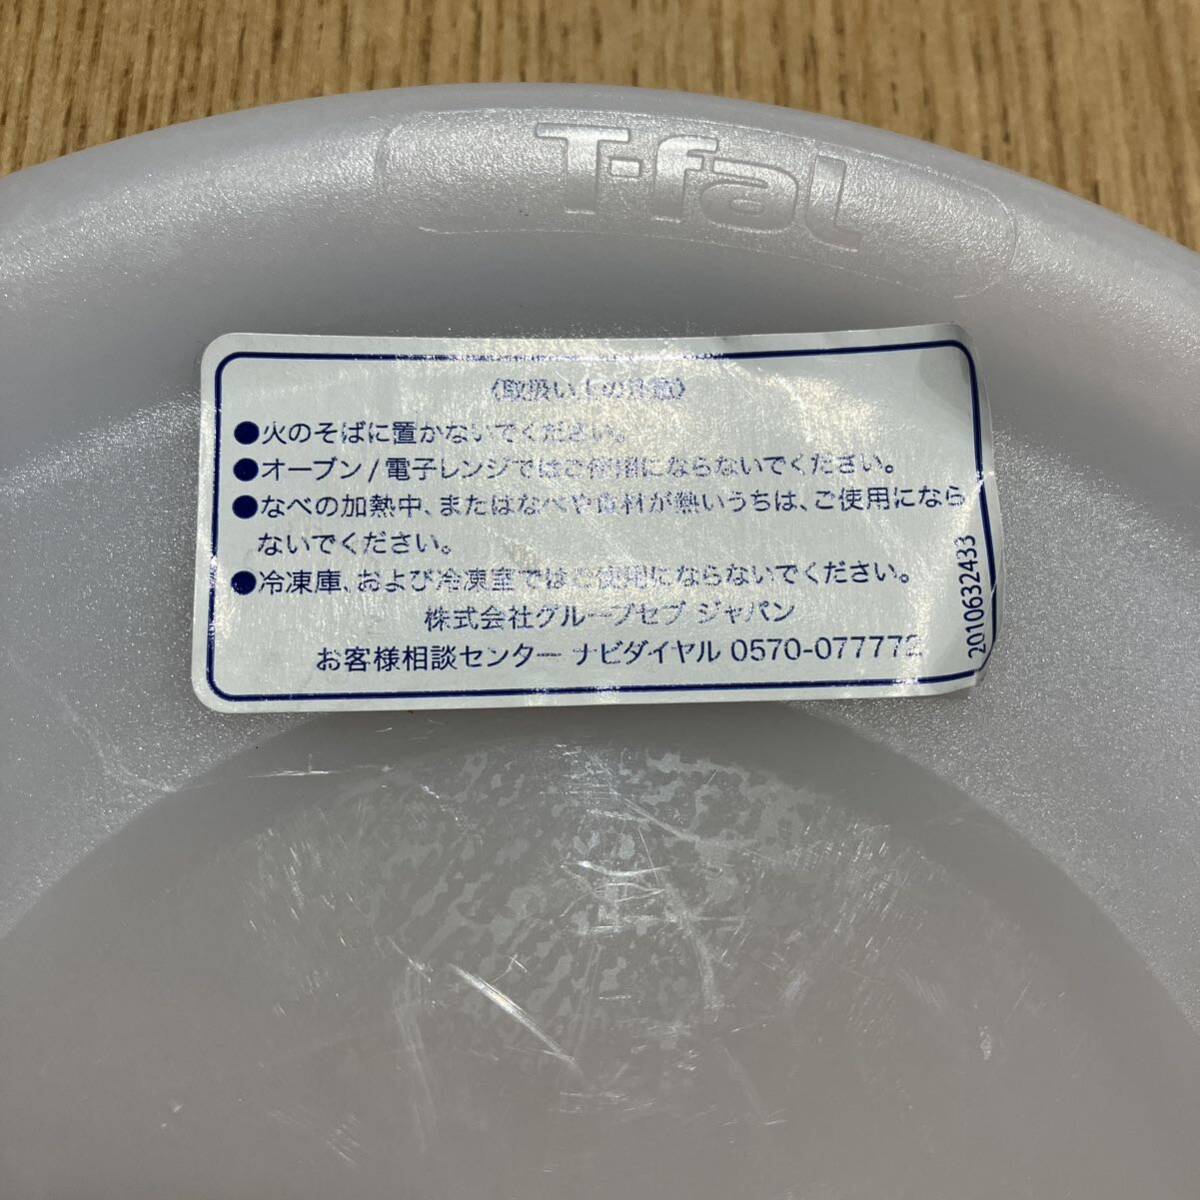 T-fal
《取扱い上の注意》
●火のそばに置かないでください。
●オーブン/電子レンジではご使用にならないでください。
●なべの加熱中、またはなべや食材が熱いうちは、ご使用になら
ないでください。
●冷凍庫、および冷凍室ではご使用にならないでください。
株式会社グループセブ ジャパン
お客様相談センター ナビダイヤル 0570-077772
2010632433